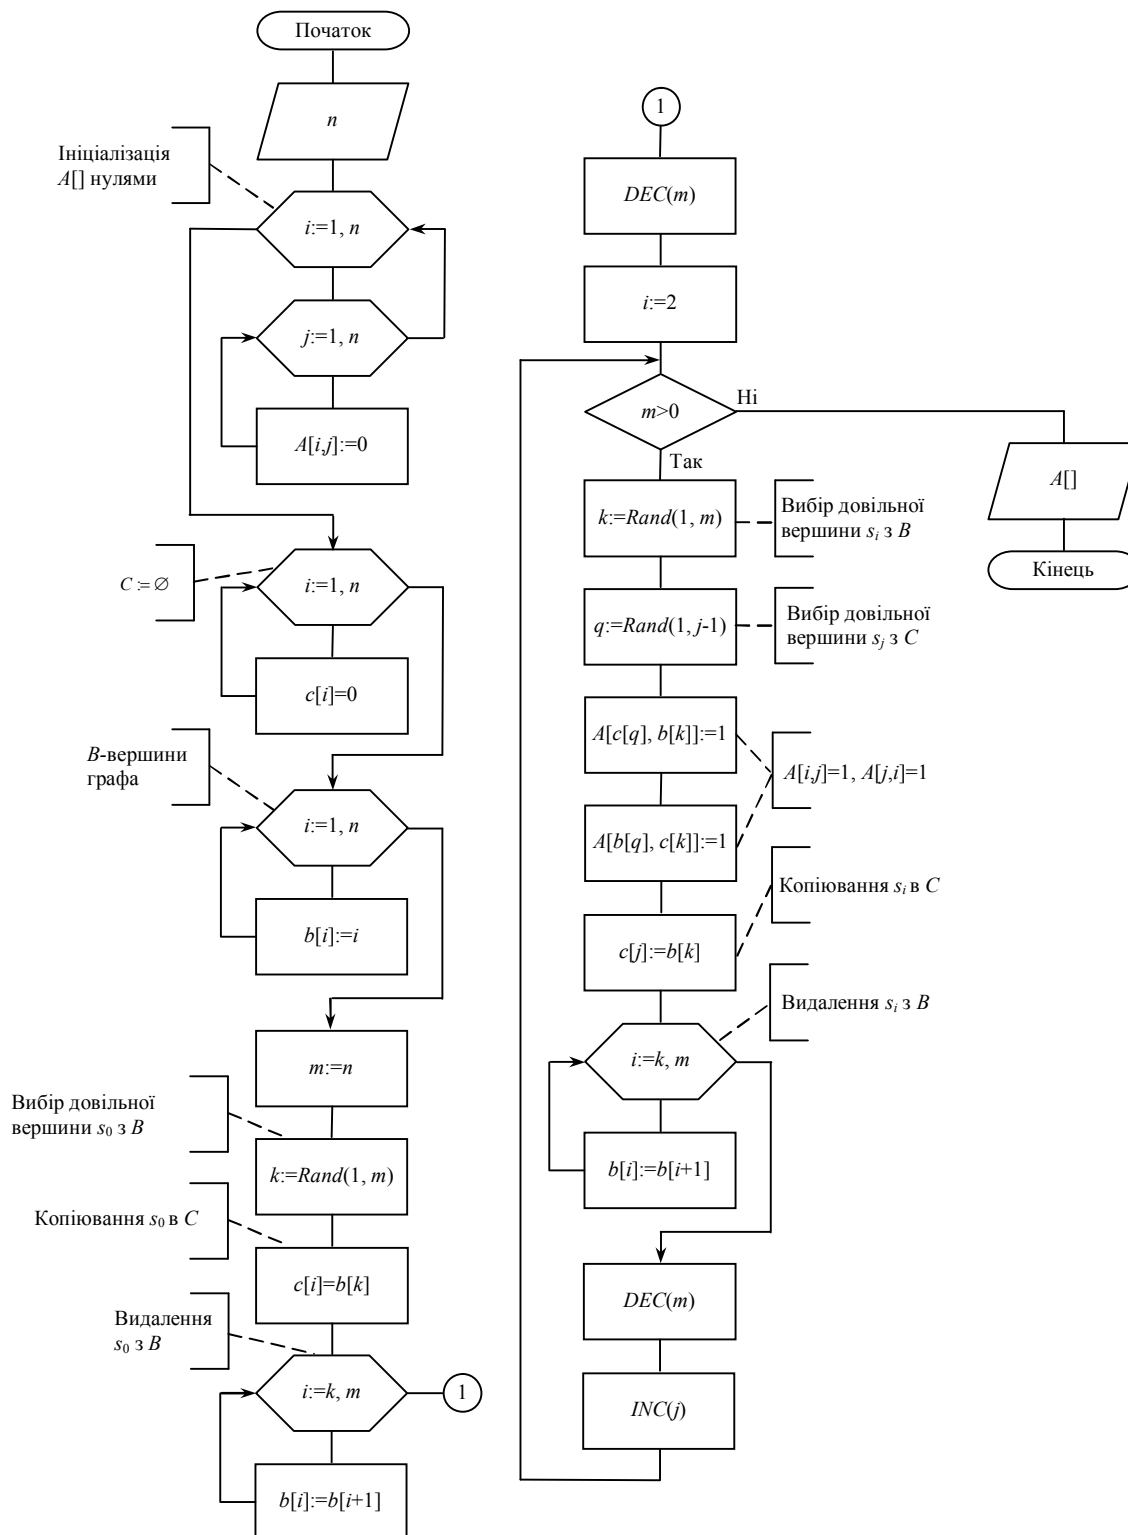 Початок
n
Ініціалізація
A[] нулями
i:=1, n
j:=1, n
A[i,j]:=0
C := ∅
i:=1, n
c[i]=0
B-вершини
графа
i:=1, n
b[i]:=i
m:=n
Вибір довільної
вершини s0 з B
k:=Rand(1, m)
Копіювання s0 в C
c[i]=b[k]
Видалення
s0 з B
i:=k, m
1
b[i]:=b[i+1]
1
DEC(m)
i:=2
m>0
Ні
Так
A[]
Кінець
k:=Rand(1, m)
Вибір довільної
вершини si з B
q:=Rand(1, j-1)
Вибір довільної
вершини sj з C
A[c[q], b[k]]:=1
A[i,j]=1, A[j,i]=1
A[b[q], c[k]]:=1
Копіювання si в C
c[j]:=b[k]
Видалення si з B
i:=k, m
b[i]:=b[i+1]
DEC(m)
INC(j)